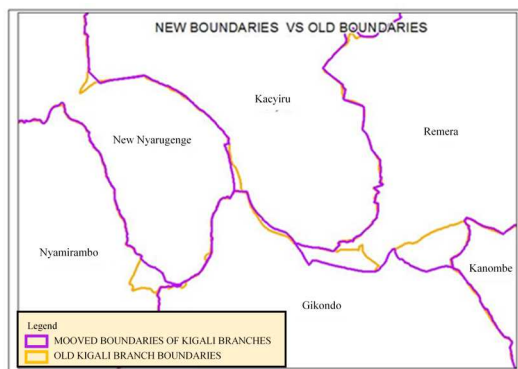 NEW BOUNDARIES VS OLD BOUNDARIES
Kacyiru
Remera
New Nyarugenge
Nyamirambo
Kanombe
Gikondo
Legend
MOOVED BOUNDARIES OF KIGALI BRANCHES
OLD KIGALI BRANCH BOUNDARIES